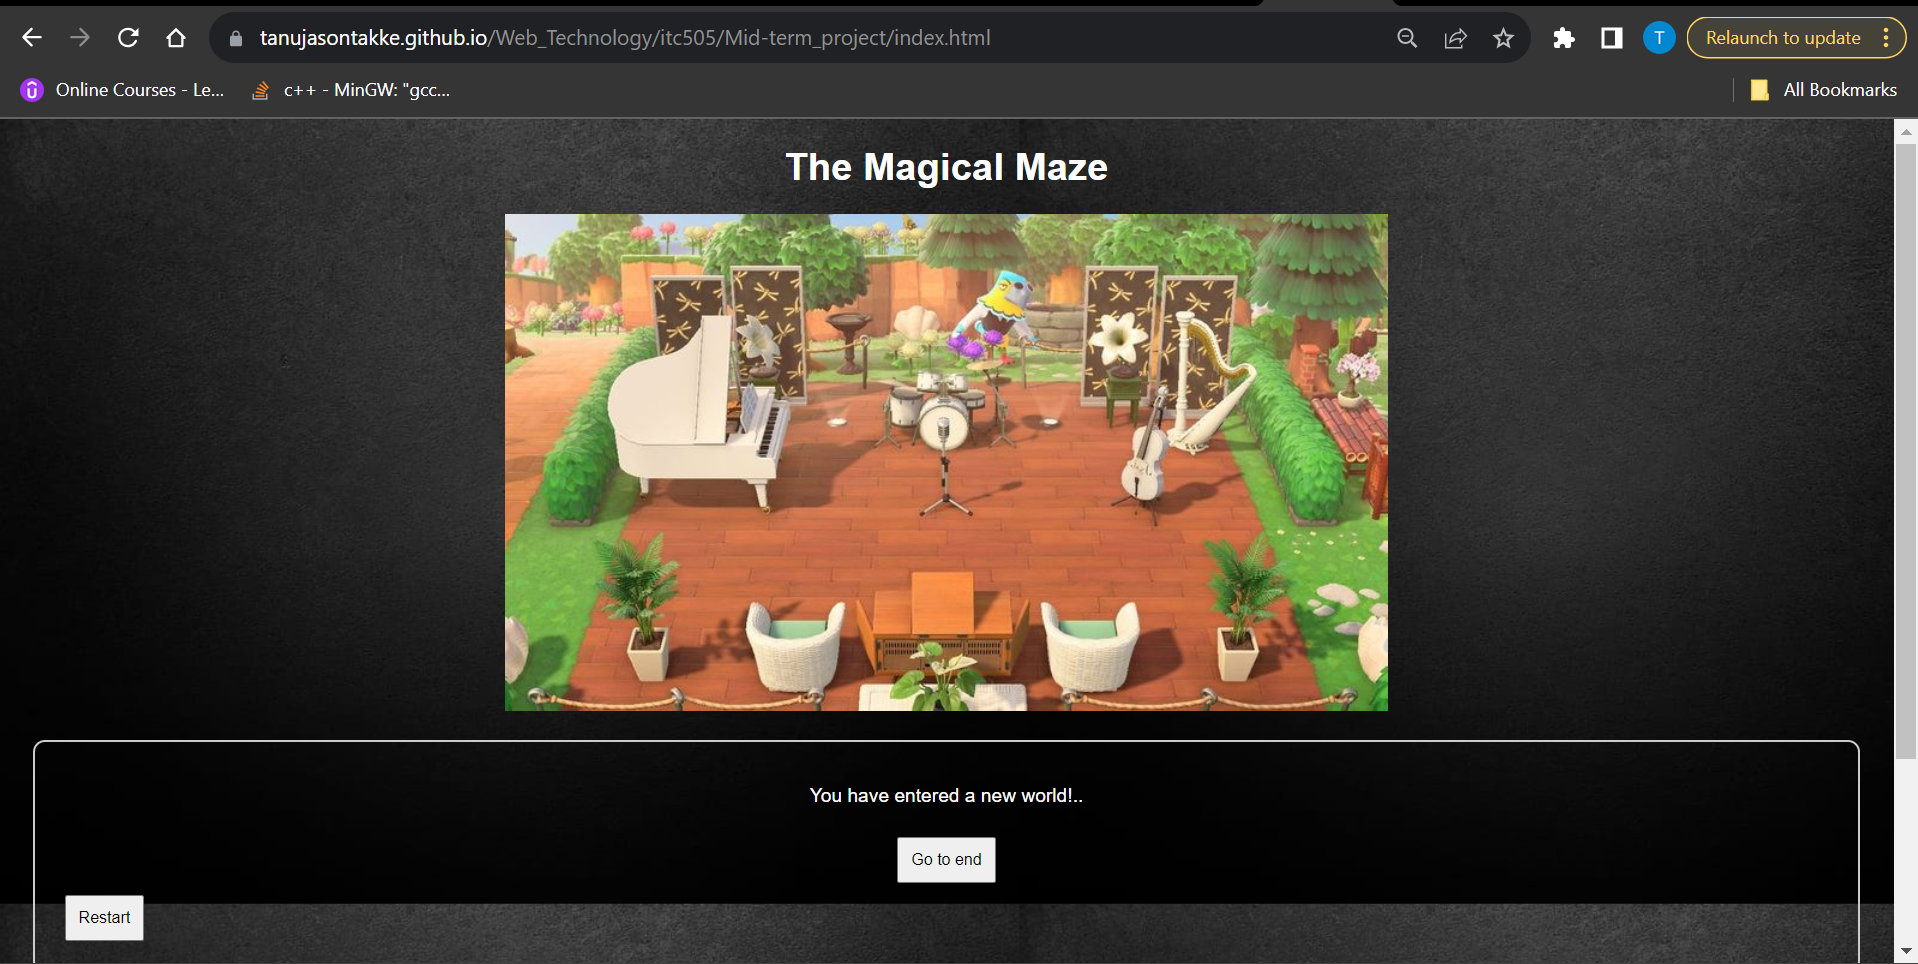 tanujasontakke.github.io/Web_Technology/itc505/Mid-term_project/index.html
T
Relaunch to update
Online Courses - Le...
c++ - MinGW: "gcc...
All Bookmarks
The Magical Maze
You have entered a new world!..
Go to end
Restart